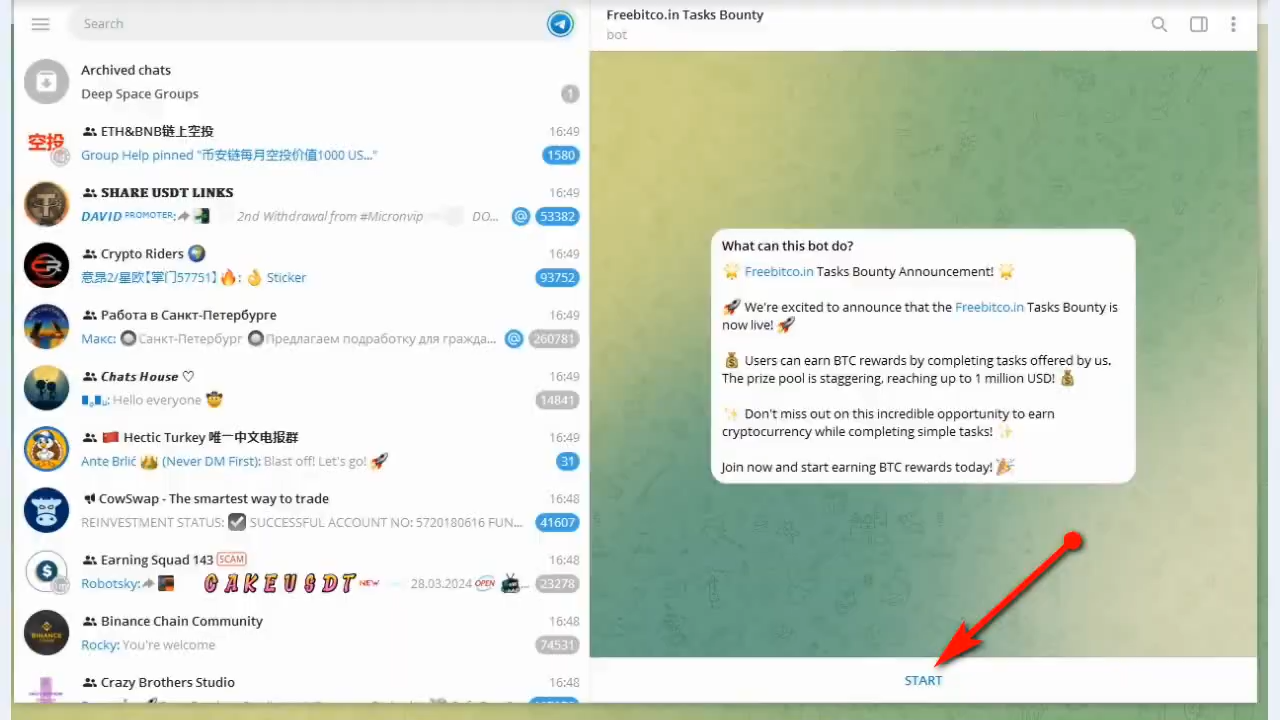 Search
Archived chats
Deep Space Groups
1
ETH&BNB链上空投
16:49
空投
Group Help pinned "币安链每月空投价值1000 US..."
1580
SHARE USDT LINKS
16:49
DAVID PROMOTER:
2nd Withdrawal from #Micronvip
DO...
@
53382
Crypto Riders
16:49
意昂2/星欧【掌门57751】🔥: 👌 Sticker
93752
Работа в Санкт-Петербурге
16:49
Макс: 🔘Санкт-Петербург 🔘Предлагаем подработку для гражда...
@
260781
Chats House ♡
16:49
Hello everyone 🤠
14841
🇨🇳 Hectic Turkey 唯一中文电报群
16:49
Ante Brlić 👑 (Never DM First): Blast off! Let's go! 🚀
31
CowSwap - The smartest way to trade
16:48
REINVESTMENT STATUS: ☑ SUCCESSFUL ACCOUNT NO: 5720180616 FUN...
41607
Earning Squad 143 SCAM
16:48
Robotsky:
CAKEUSDT NEW
28.03.2024 OPEN
23278
Binance Chain Community
16:48
BINANCE
Rocky: You're welcome
74531
Crazy Brothers Studio
16:48
Freebitco.in Tasks Bounty
bot
What can this bot do?
🌟 Freebitco.in Tasks Bounty Announcement! 🌟
🚀 We're excited to announce that the Freebitco.in Tasks Bounty is
now live! 🚀
💰 Users can earn BTC rewards by completing tasks offered by us.
The prize pool is staggering, reaching up to 1 million USD! 💰
✨ Don't miss out on this incredible opportunity to earn
cryptocurrency while completing simple tasks! ✨
Join now and start earning BTC rewards today! 🎉
START